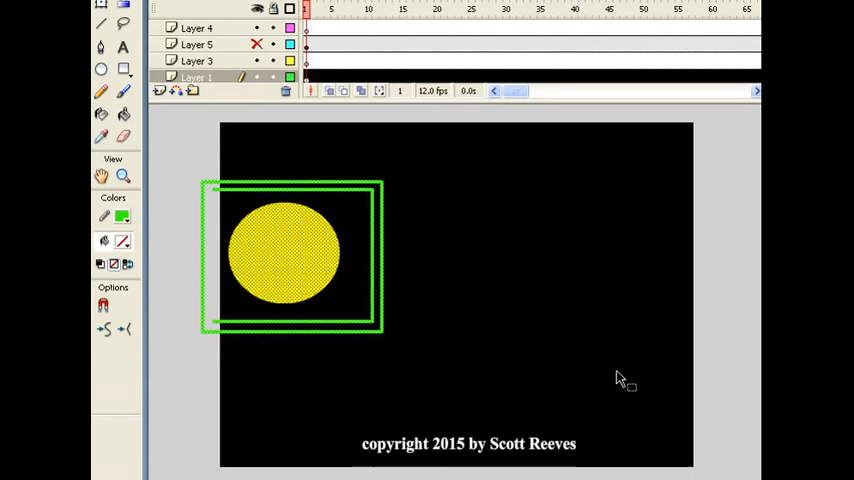 1 5 10 15 20 25 30 35 40 45 50 55 60 65
Layer 4
Layer 5
Layer 3
Layer 1
1 12.0 fps 0.0s
A
View
Colors
Options
copyright 2015 by Scott Reeves